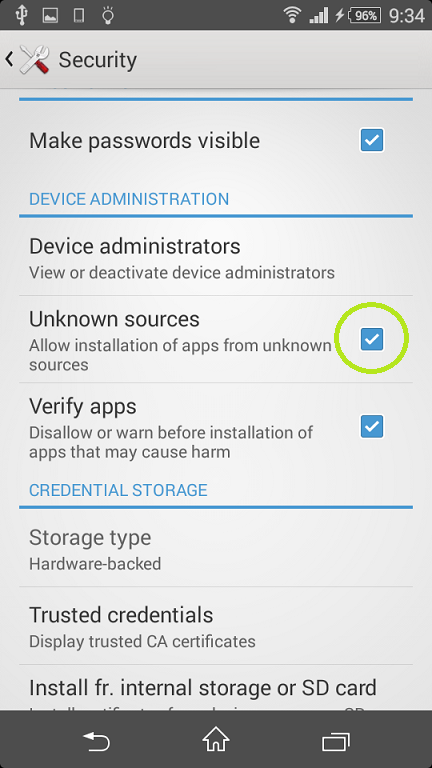 96% 9:34
Security
Make passwords visible
DEVICE ADMINISTRATION
Device administrators
View or deactivate device administrators
Unknown sources
Allow installation of apps from unknown
sources
Verify apps
Disallow or warn before installation of
apps that may cause harm
CREDENTIAL STORAGE
Storage type
Hardware-backed
Trusted credentials
Display trusted CA certificates
Install fr. internal storage or SD card